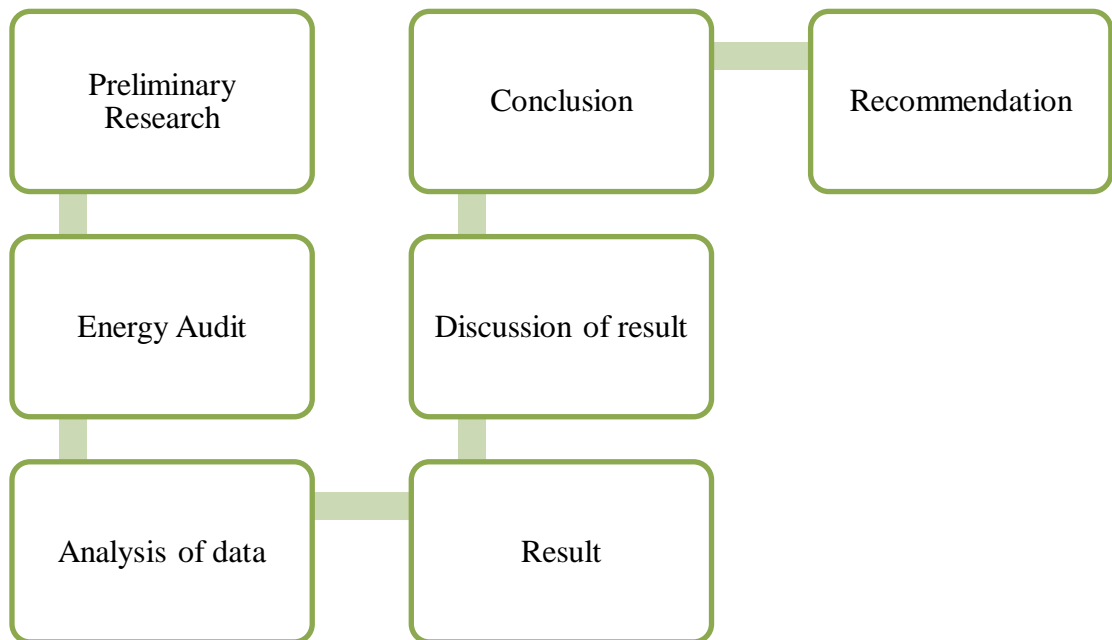 Preliminary
Research
Energy Audit
Analysis of data
Result
Discussion of result
Conclusion
Recommendation